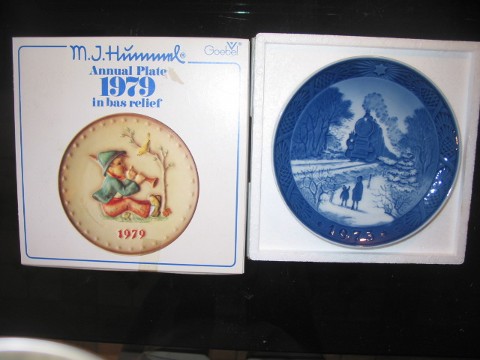 M.J. Hummel®
Goebel
Annual Plate
1979
in bas relief
1979